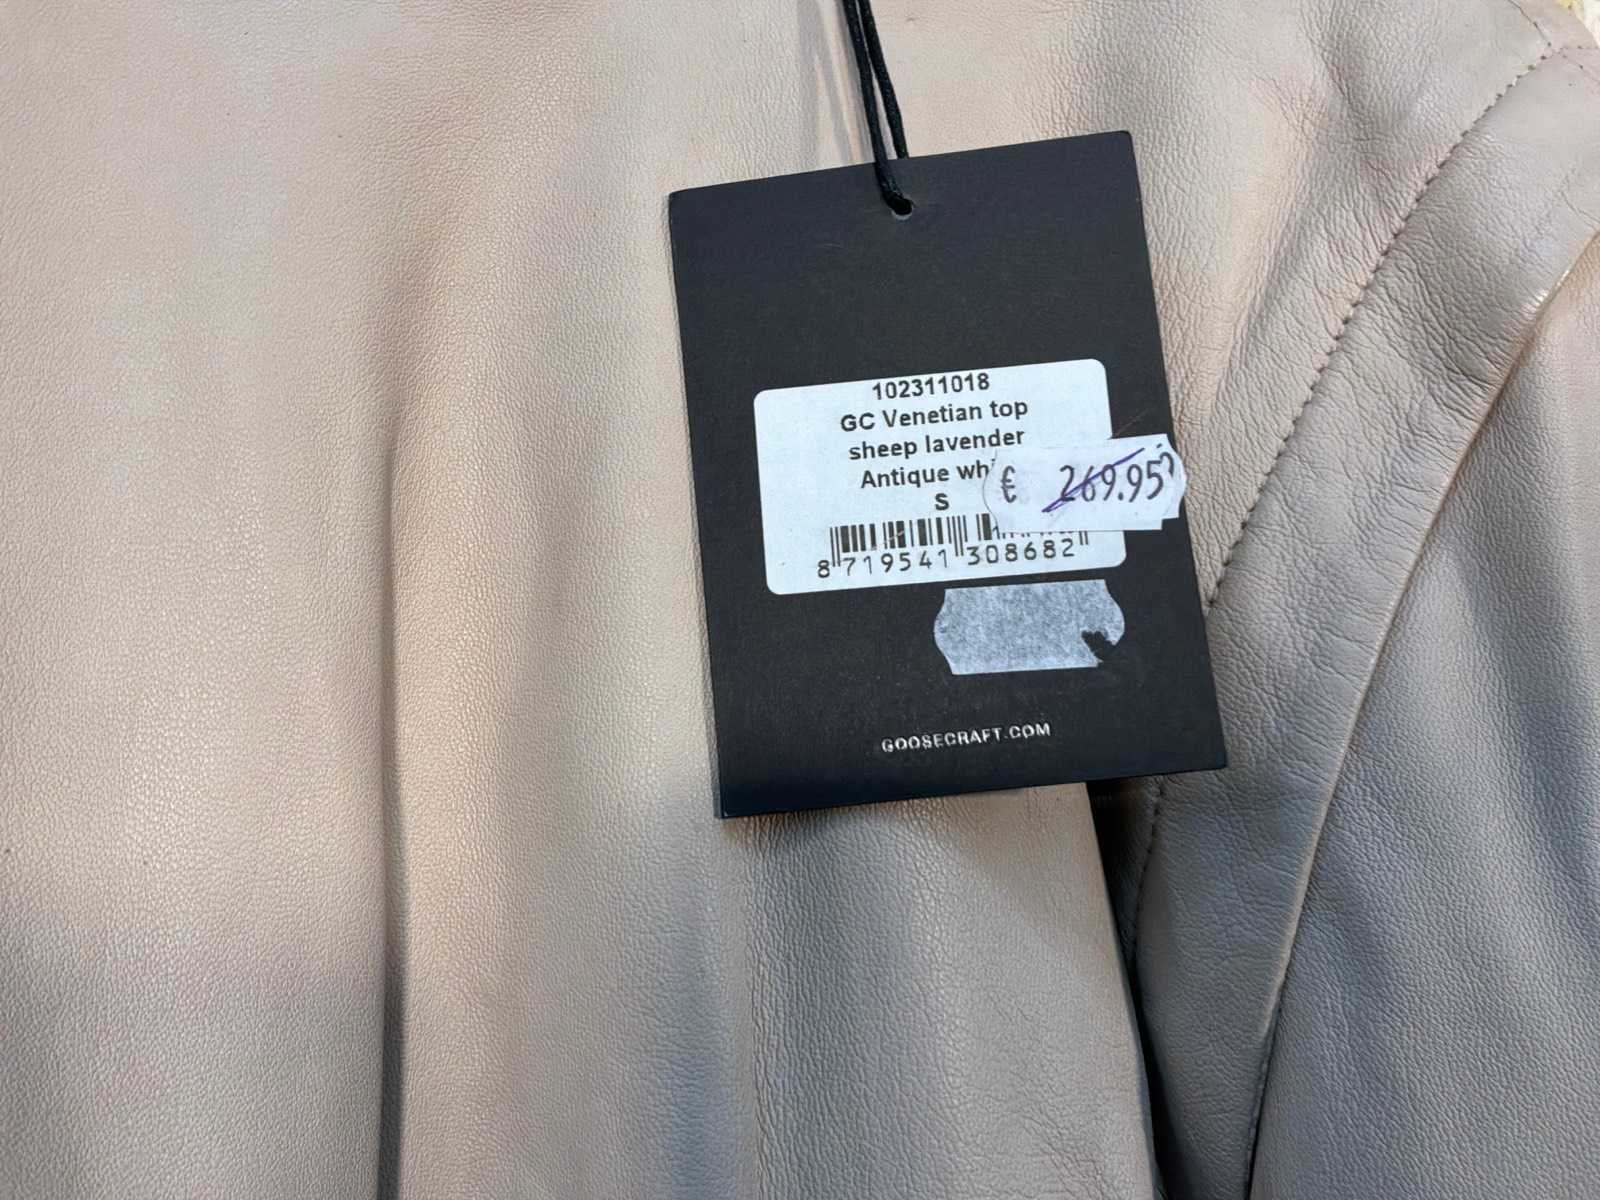 102311018
GC Venetian top
sheep lavender
Antique whi
S
€ 269.95
8 719541 308682
GOOSECRAFT.COM